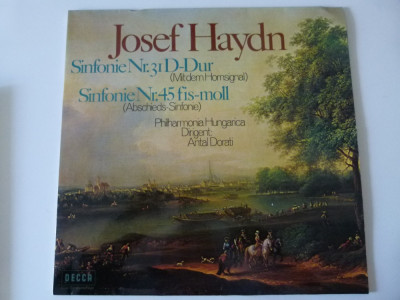 Josef Haydn
Sinfonie Nr. 31 D-Dur
(Mit dem Hornsignal)
Sinfonie Nr. 45 fis-moll
(Abschieds-Sinfonie)
Philharmonia Hungarica
Dirigent:
Antal Dorati
DECCA